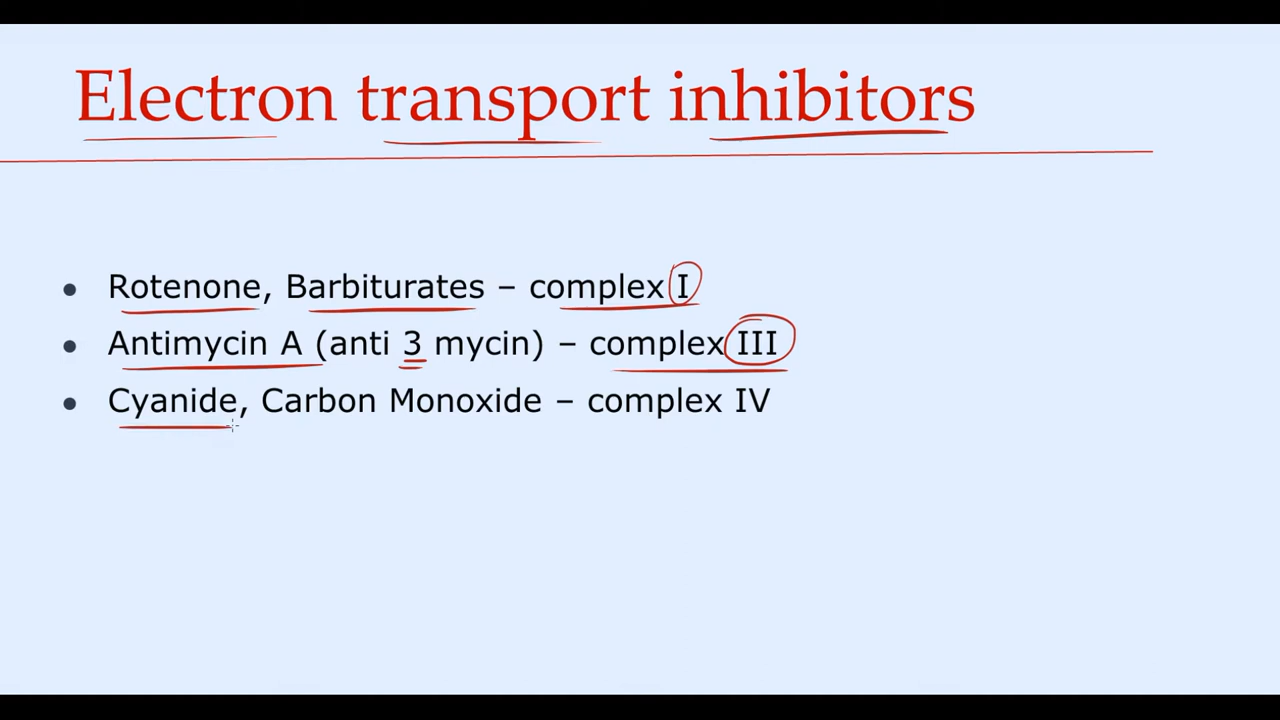 Electron transport inhibitors
• Rotenone, Barbiturates – complex I
• Antimycin A (anti 3 mycin) – complex III
• Cyanide, Carbon Monoxide – complex IV